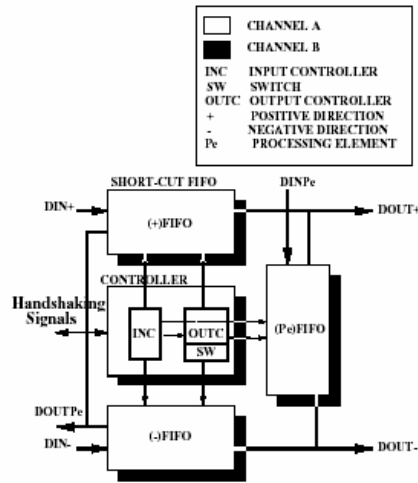 CHANNEL A
CHANNEL B
INC INPUT CONTROLLER
SW SWITCH
OUTC OUTPUT CONTROLLER
+ POSITIVE DIRECTION
- NEGATIVE DIRECTION
Pe PROCESSING ELEMENT
SHORT-CUT FIFO
DINPe
DIN+
(+)FIFO
DOUT+
CONTROLLER
Handshaking
Signals
INC
OUTC
SW
(Pe)FIFO
DOUTPe
DIN-
(-)FIFO
DOUT-